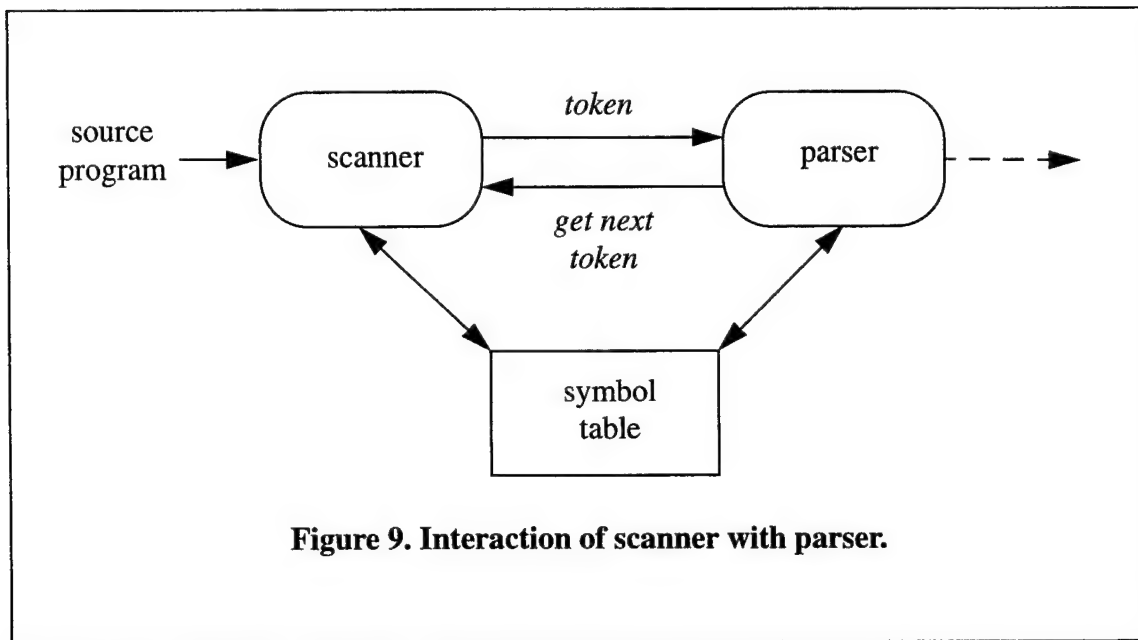 source
program
scanner
token
get next
token
parser
symbol
table
Figure 9. Interaction of scanner with parser.